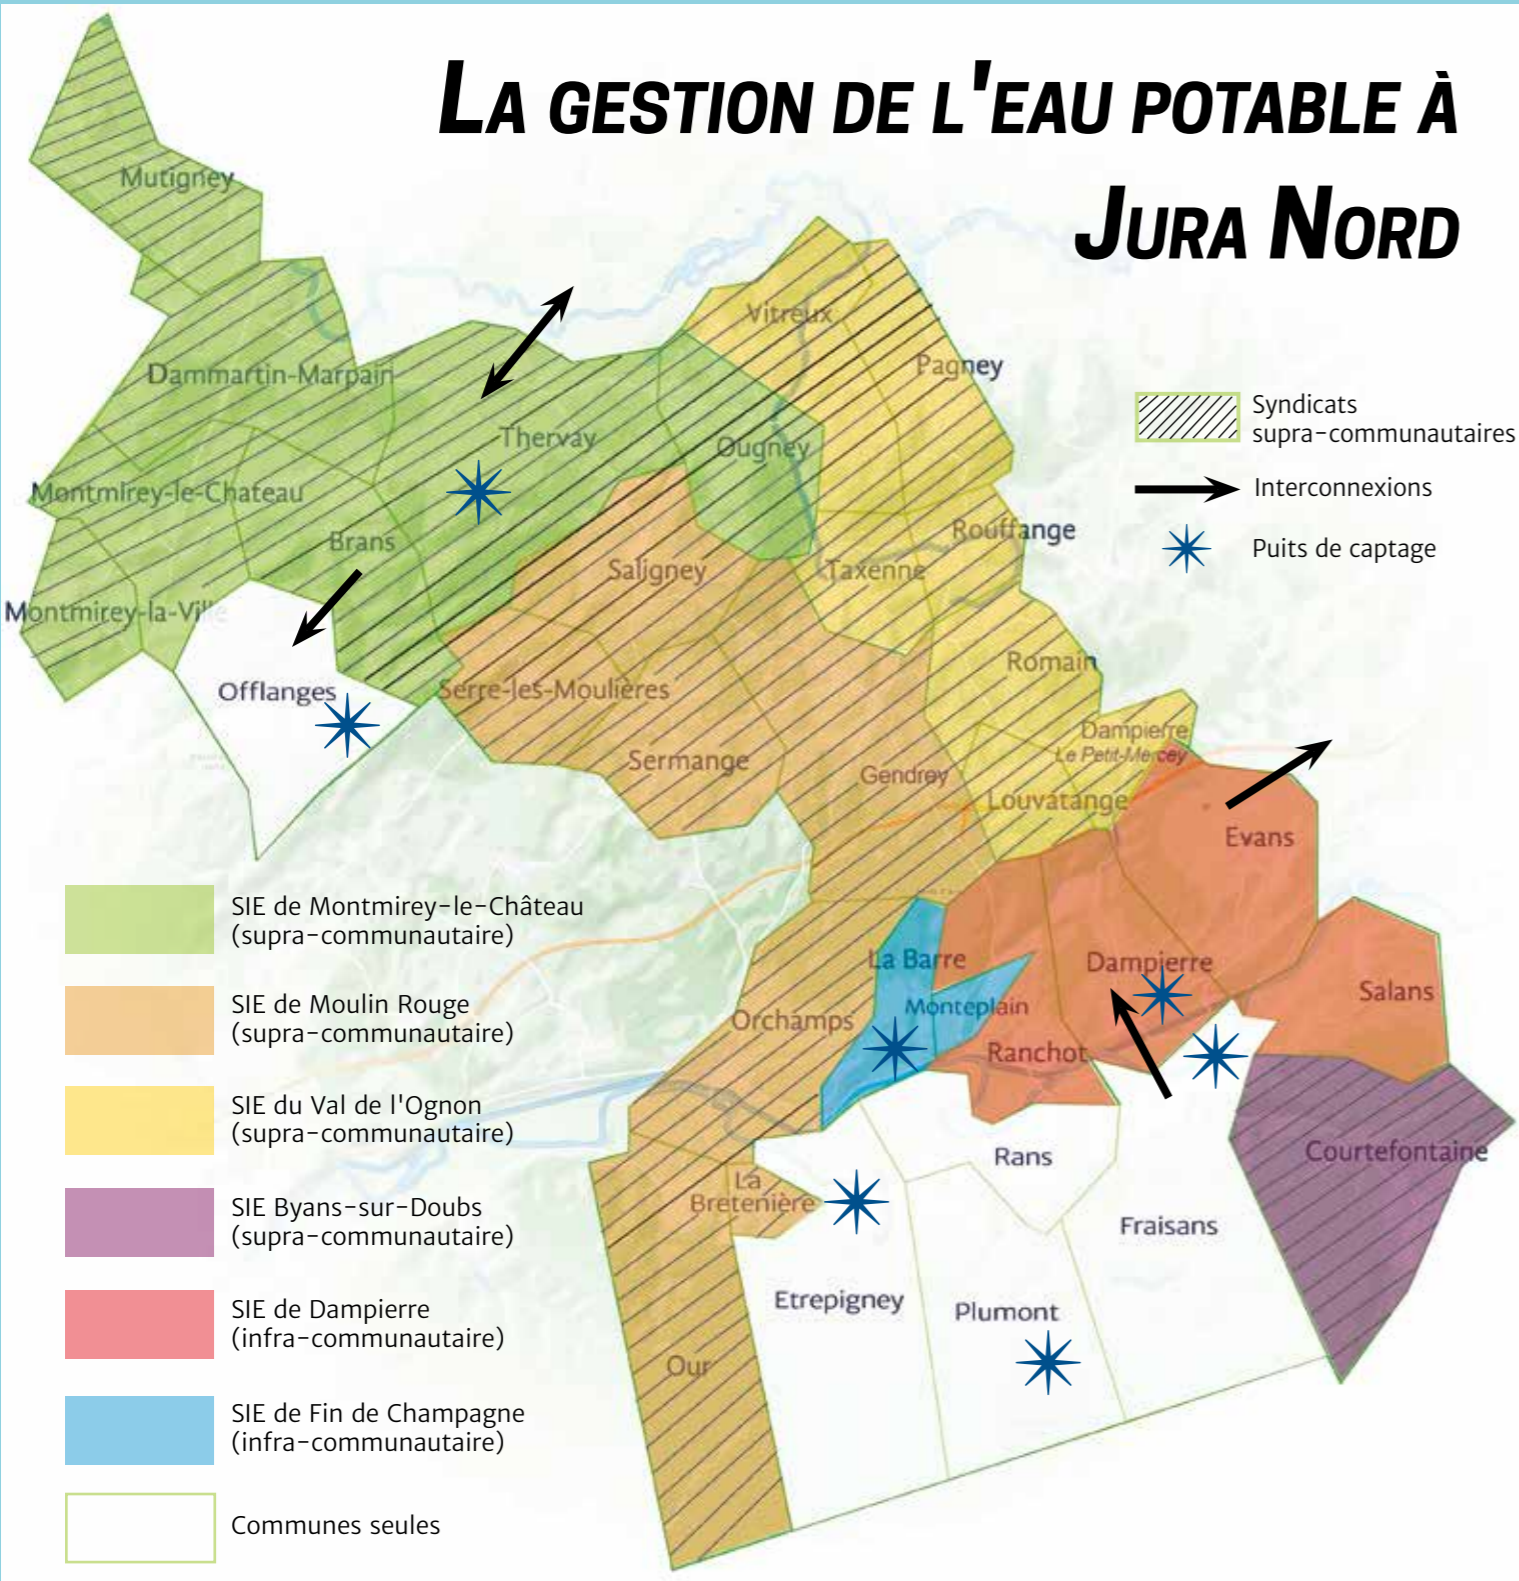 LA GESTION DE L'EAU POTABLE À
JURA NORD
Mutigney
Vitreux
Pagney
Dammartin-Marpain
Thervay
Ougney
Montmirey-le-Chateau
Brans
Rouffange
Saligney
Taxenne
Montmirey-la-Ville
Romain
Offlanges
Serre-les-Moulières
Dampierre
Le Petit-Mercey
Sermange
Gendrey
Louvatange
Evans
La Barre
Dampierre
Salans
Monteplain
Orchamps
Ranchot
Courtefontaine
Rans
La
Bretenière
Fraisans
Etrepigney
Plumont
Our
Syndicats
supra-communautaires
Interconnexions
Puits de captage
SIE de Montmirey-le-Château
(supra-communautaire)
SIE de Moulin Rouge
(supra-communautaire)
SIE du Val de l'Ognon
(supra-communautaire)
SIE Byans-sur-Doubs
(supra-communautaire)
SIE de Dampierre
(infra-communautaire)
SIE de Fin de Champagne
(infra-communautaire)
Communes seules